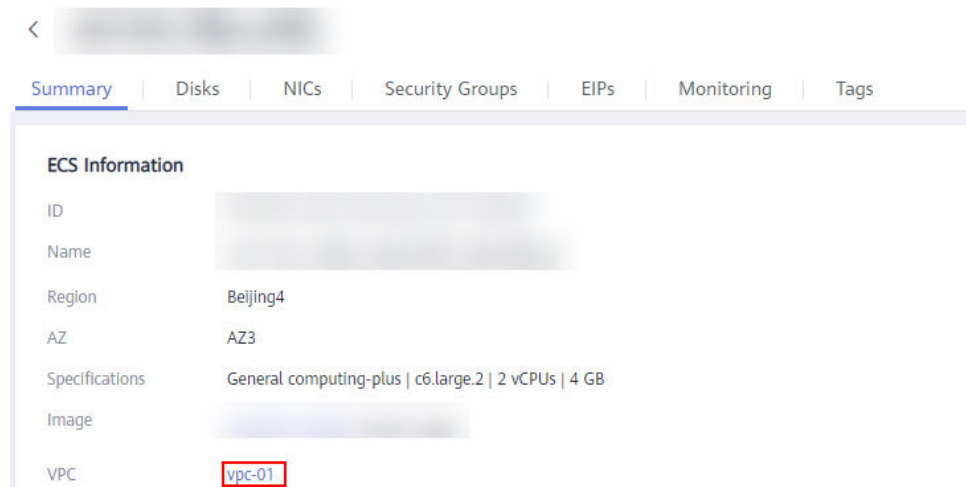 Summary Disks NICs Security Groups EIPs Monitoring Tags
ECS Information
ID
Name
Region Beijing4
AZ AZ3
Specifications General computing-plus | c6.large.2 | 2 vCPUs | 4 GB
Image
VPC vpc-01